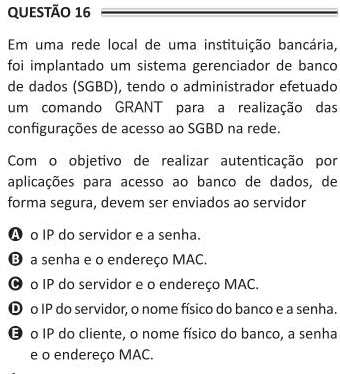 QUESTÃO 16
Em uma rede local de uma instituição bancária,
foi implantado um sistema gerenciador de banco
de dados (SGBD), tendo o administrador efetuado
um comando GRANT para a realização das
configurações de acesso ao SGBD na rede.
Com o objetivo de realizar autenticação por
aplicações para acesso ao banco de dados, de
forma segura, devem ser enviados ao servidor
A o IP do servidor e a senha.
B a senha e o endereço MAC.
C o IP do servidor e o endereço MAC.
D o IP do servidor, o nome físico do banco e a senha.
E o IP do cliente, o nome físico do banco, a senha
e o endereço MAC.